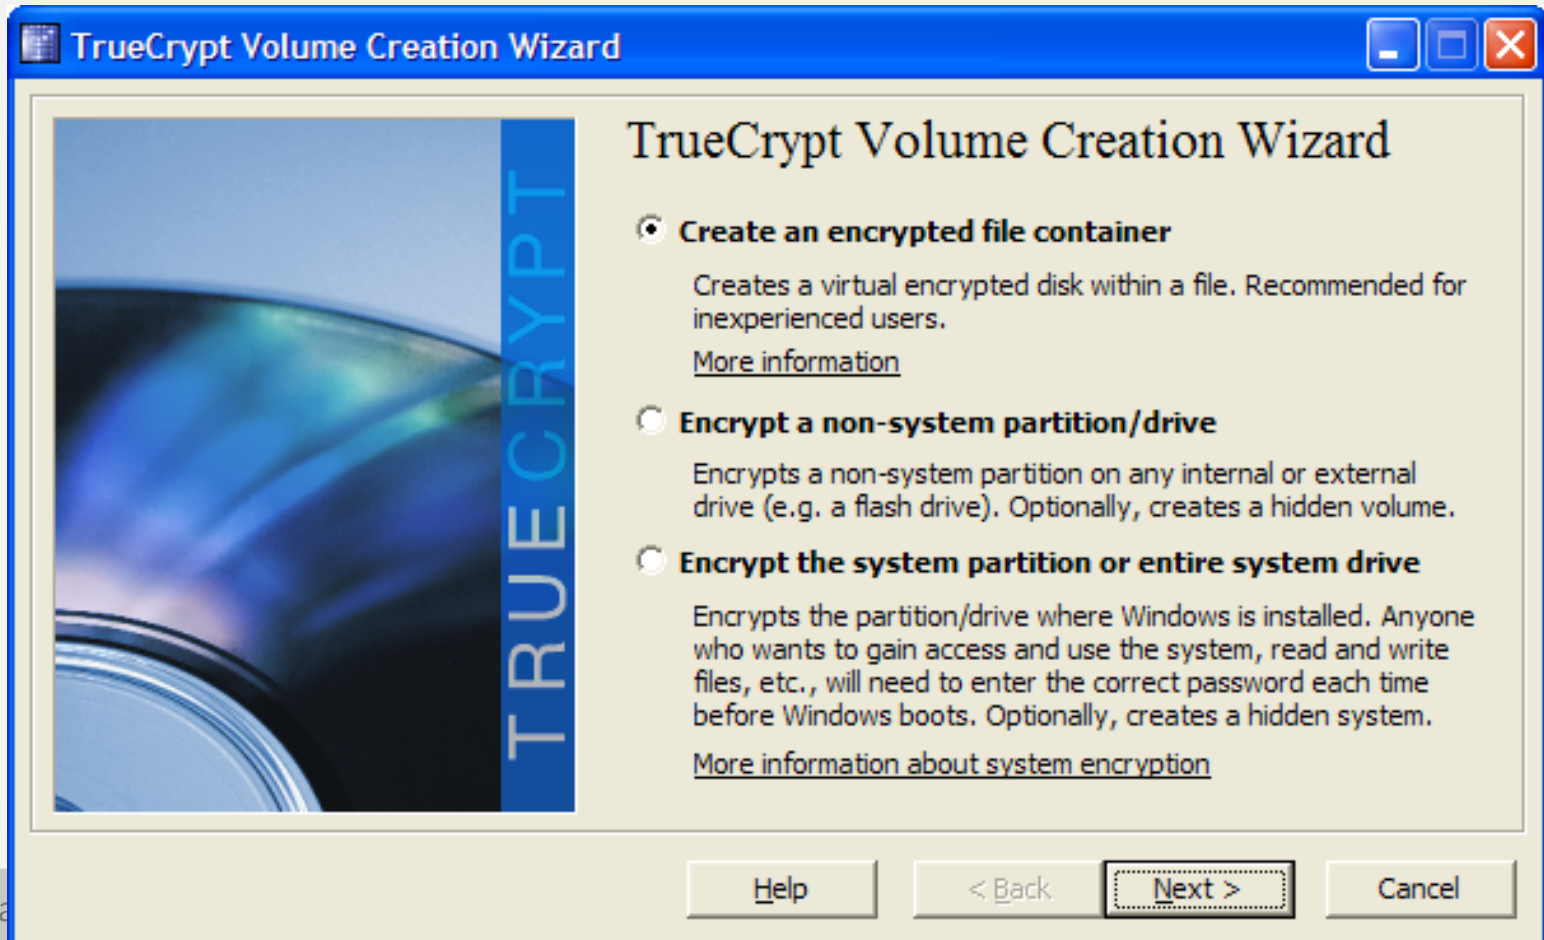 TrueCrypt Volume Creation Wizard
TRUECRYPT
TrueCrypt Volume Creation Wizard
Create an encrypted file container
Creates a virtual encrypted disk within a file. Recommended for
inexperienced users.
More information
Encrypt a non-system partition/drive
Encrypts a non-system partition on any internal or external
drive (e.g. a flash drive). Optionally, creates a hidden volume.
Encrypt the system partition or entire system drive
Encrypts the partition/drive where Windows is installed. Anyone
who wants to gain access and use the system, read and write
files, etc., will need to enter the correct password each time
before Windows boots. Optionally, creates a hidden system.
More information about system encryption
Help < Back Next > Cancel